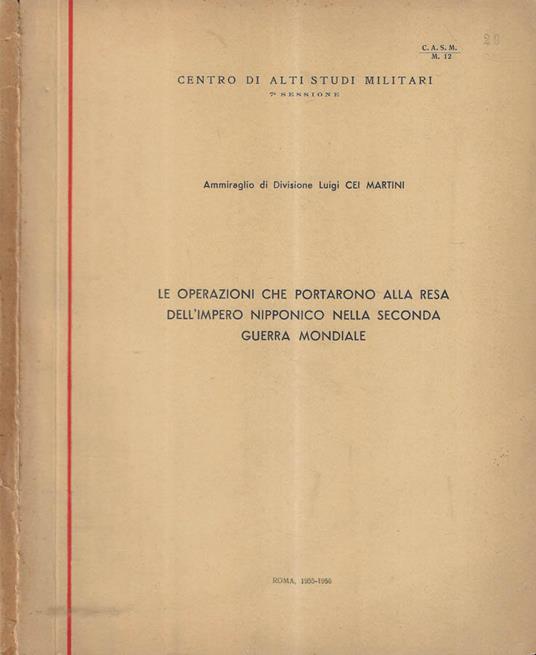 C. A. S. M.
M. 12
20
CENTRO DI ALTI STUDI MILITARI
7ª SESSIONE
Ammiraglio di Divisione Luigi CEI MARTINI
LE OPERAZIONI CHE PORTARONO ALLA RESA
DELL'IMPERO NIPPONICO NELLA SECONDA
GUERRA MONDIALE
ROMA, 1955-1956